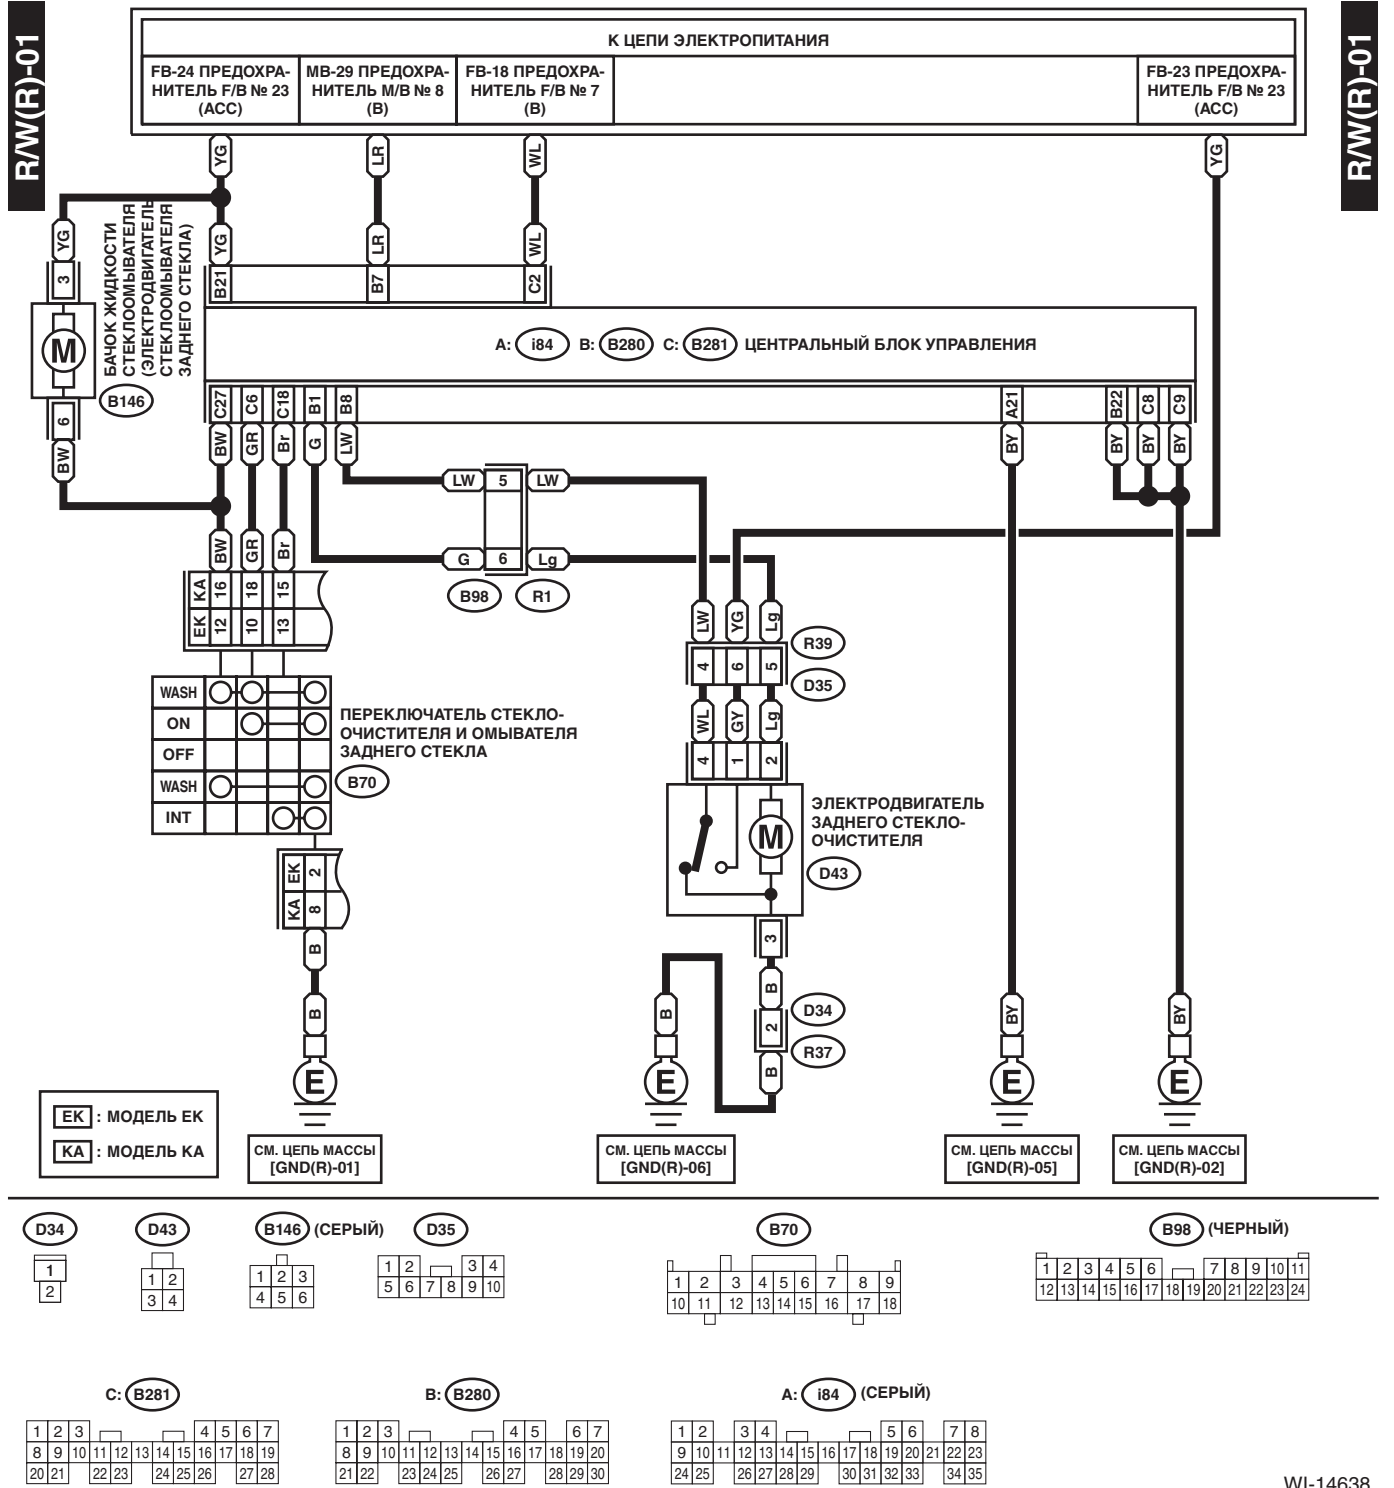 R/W(R)-01
R/W(R)-01
К ЦЕПИ ЭЛЕКТРОПИТАНИЯ
FB-24 ПРЕДОХРА-
НИТЕЛЬ F/B № 23
(ACC)
MB-29 ПРЕДОХРА-
НИТЕЛЬ M/B № 8
(B)
FB-18 ПРЕДОХРА-
НИТЕЛЬ F/B № 7
(B)
FB-23 ПРЕДОХРА-
НИТЕЛЬ F/B № 23
(ACC)
YG
LR
WL
YG
YG
YG
LR
WL
3
B21
B7
C2
БАЧОК ЖИДКОСТИ
СТЕКЛООМЫВАТЕЛЯ
(ЭЛЕКТРОДВИГАТЕЛЬ
СТЕКЛООМЫВАТЕЛЯ
ЗАДНЕГО СТЕКЛА)
M
B146
6
BW
A: i84 B: B280 C: B281 ЦЕНТРАЛЬНЫЙ БЛОК УПРАВЛЕНИЯ
C27 C6 C18 B1 B8 A21 B22 C8 C9
BW GR Br G LW BY BY BY BY
LW 5 LW
G 6 Lg
B98 R1
BW GR Br
KA 16 18 15
EK 12 10 13
LW YG Lg
R39
4 6 5
D35
WL GY Lg
4 1 2
WASH
ON
OFF
WASH
INT
ПЕРЕКЛЮЧАТЕЛЬ СТЕКЛО-
ОЧИСТИТЕЛЯ И ОМЫВАТЕЛЯ
ЗАДНЕГО СТЕКЛА
B70
ЭЛЕКТРОДВИГАТЕЛЬ
ЗАДНЕГО СТЕКЛО-
ОЧИСТИТЕЛЯ
M
D43
EK 2
KA 8
B
B
3
B
D34
2
R37
B
B
BY
BY
E
E
E
E
EK : МОДЕЛЬ EK
KA : МОДЕЛЬ KA
СМ. ЦЕПЬ МАССЫ
[GND(R)-01]
СМ. ЦЕПЬ МАССЫ
[GND(R)-06]
СМ. ЦЕПЬ МАССЫ
[GND(R)-05]
СМ. ЦЕПЬ МАССЫ
[GND(R)-02]
D34
1
2
D43
1 2
3 4
B146 (СЕРЫЙ)
1 2 3
4 5 6
D35
1 2 3 4
5 6 7 8 9 10
B70
1 2 3 4 5 6 7 8 9
10 11 12 13 14 15 16 17 18
B98 (ЧЕРНЫЙ)
1 2 3 4 5 6 7 8 9 10 11
12 13 14 15 16 17 18 19 20 21 22 23 24
C: B281
1 2 3 4 5 6 7
8 9 10 11 12 13 14 15 16 17 18 19
20 21 22 23 24 25 26 27 28
B: B280
1 2 3 4 5 6 7
8 9 10 11 12 13 14 15 16 17 18 19 20
21 22 23 24 25 26 27 28 29 30
A: i84 (СЕРЫЙ)
1 2 3 4 5 6 7 8
9 10 11 12 13 14 15 16 17 18 19 20 21 22 23
24 25 26 27 28 29 30 31 32 33 34 35
WI-14638